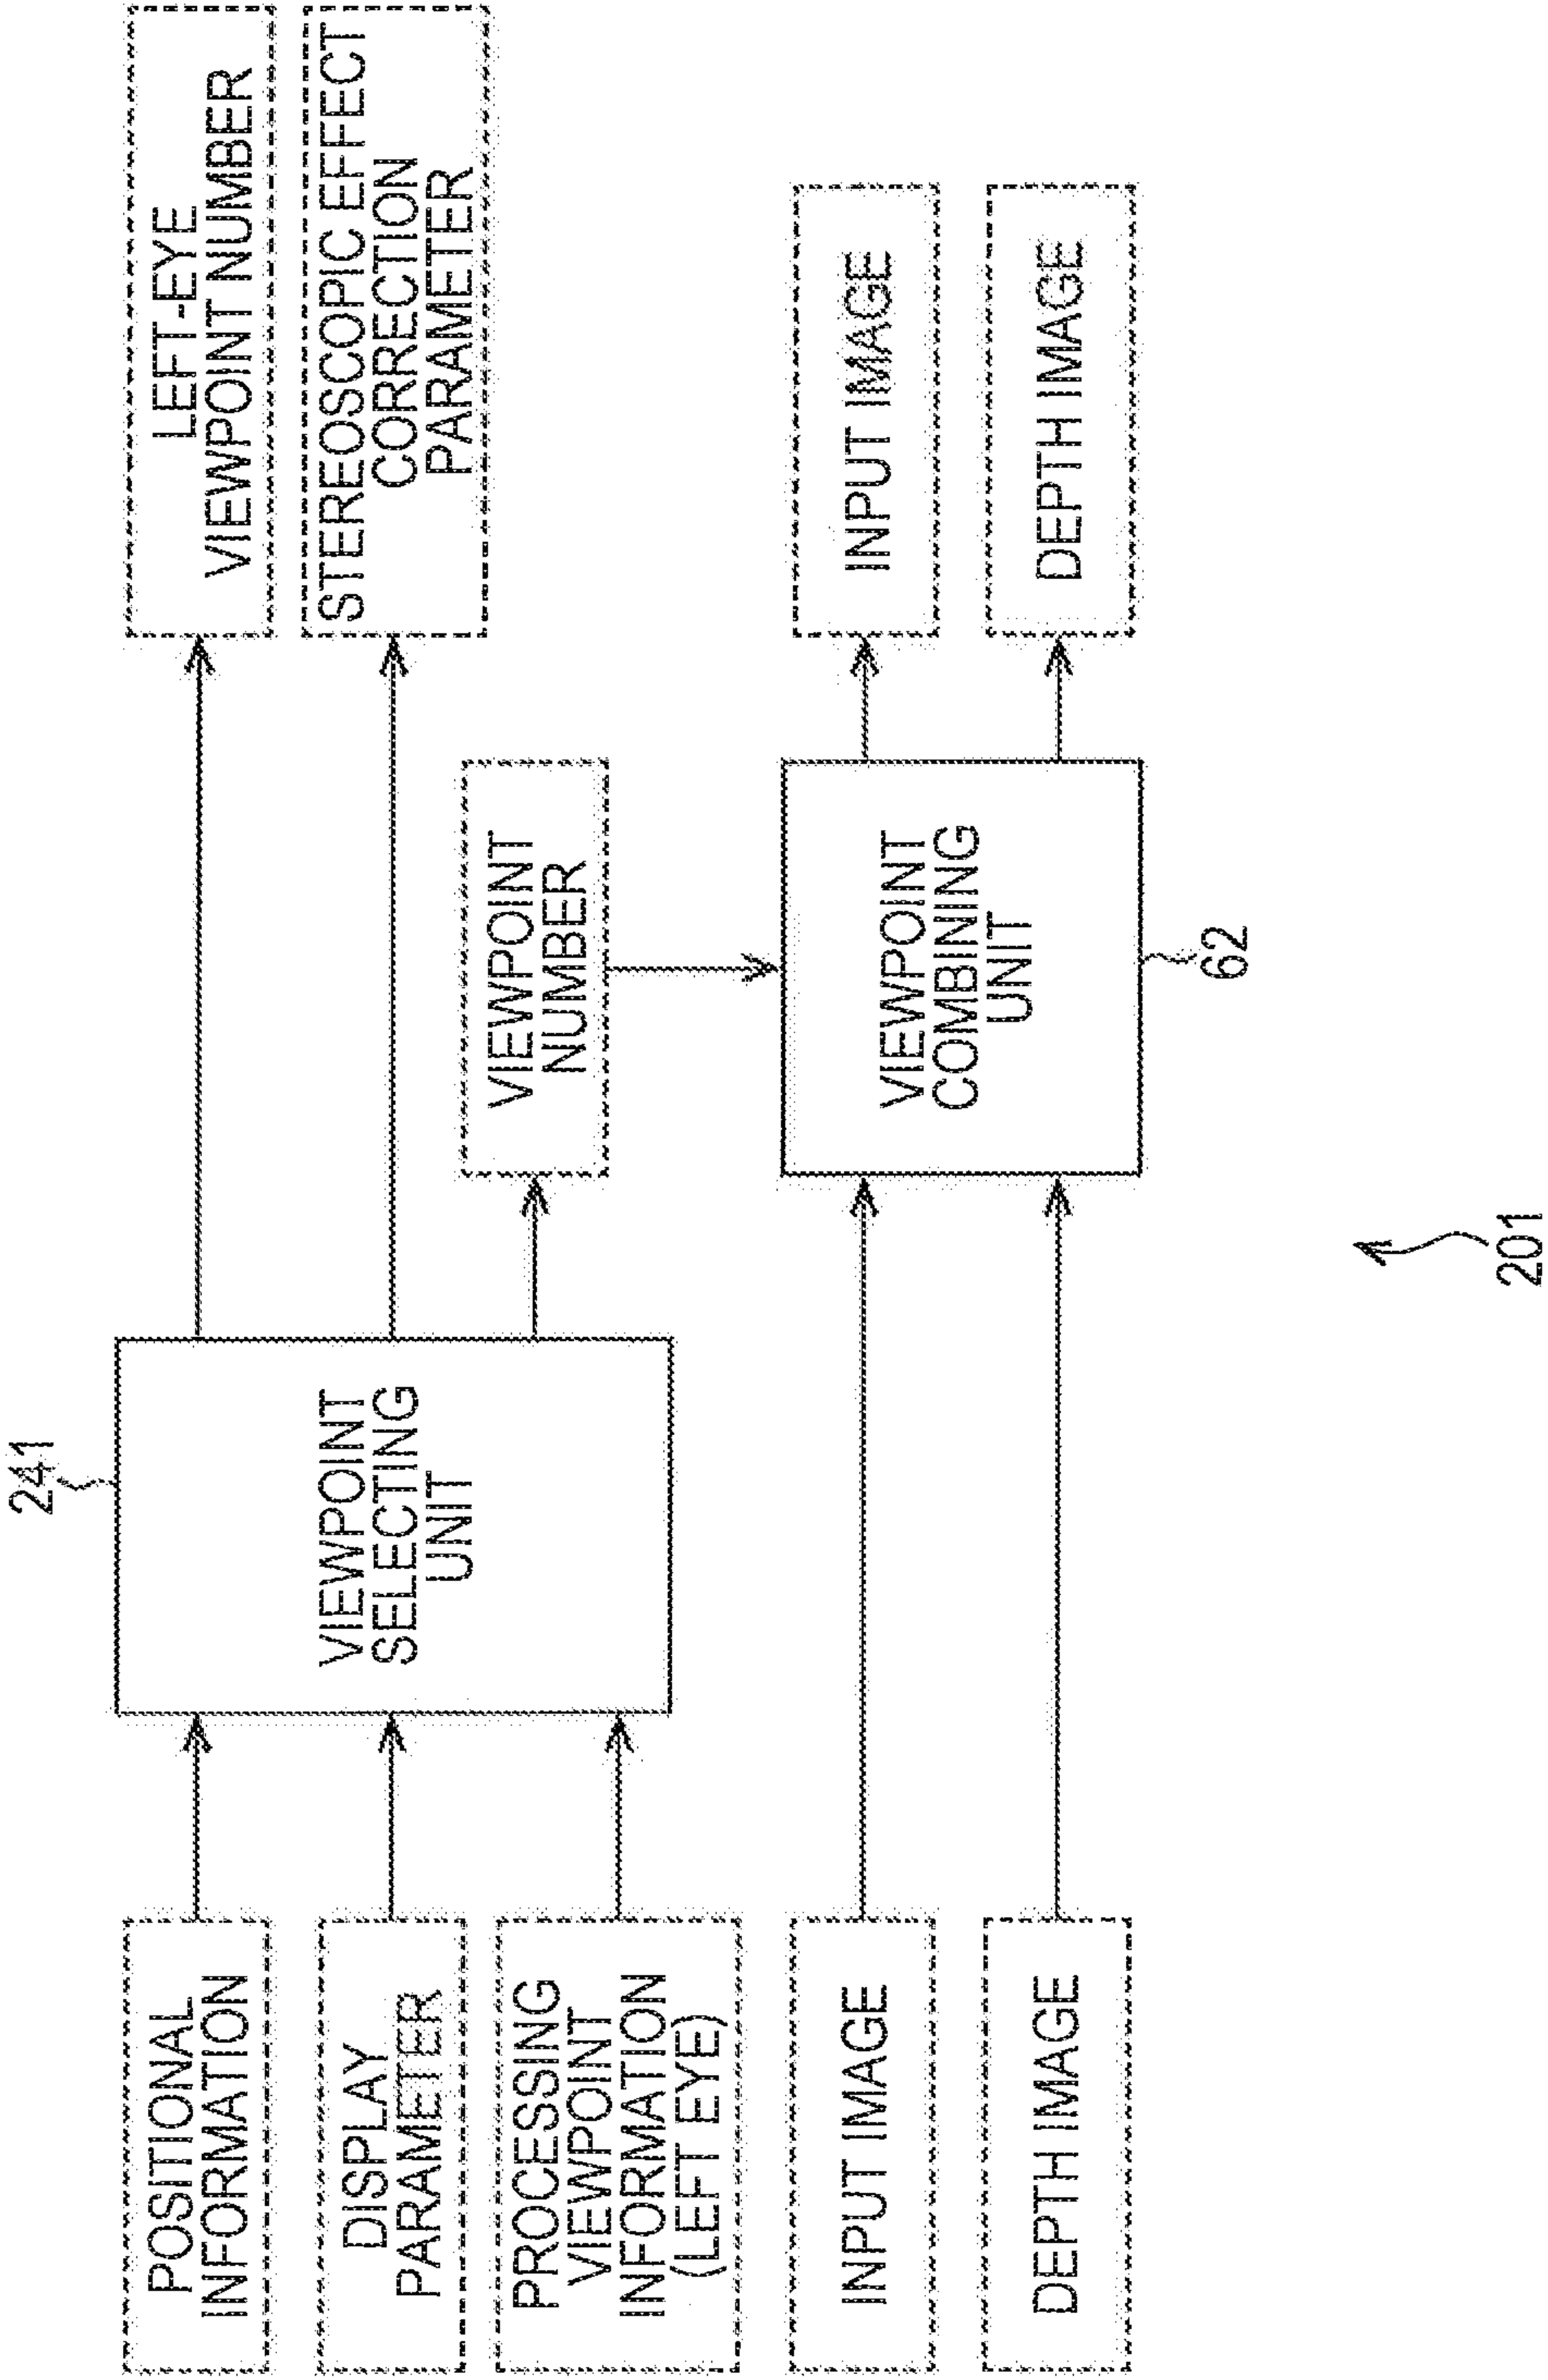 241
POSITIONAL
INFORMATION
DISPLAY
PARAMETER
PROCESSING
VIEWPOINT
INFORMATION
(LEFT EYE)
INPUT IMAGE
DEPTH IMAGE
VIEWPOINT
SELECTING
UNIT
VIEWPOINT
NUMBER
VIEWPOINT
COMBINING
UNIT
62
LEFT-EYE
VIEWPOINT NUMBER
STEREOSCOPIC EFFECT
CORRECTION
PARAMETER
INPUT IMAGE
DEPTH IMAGE
201